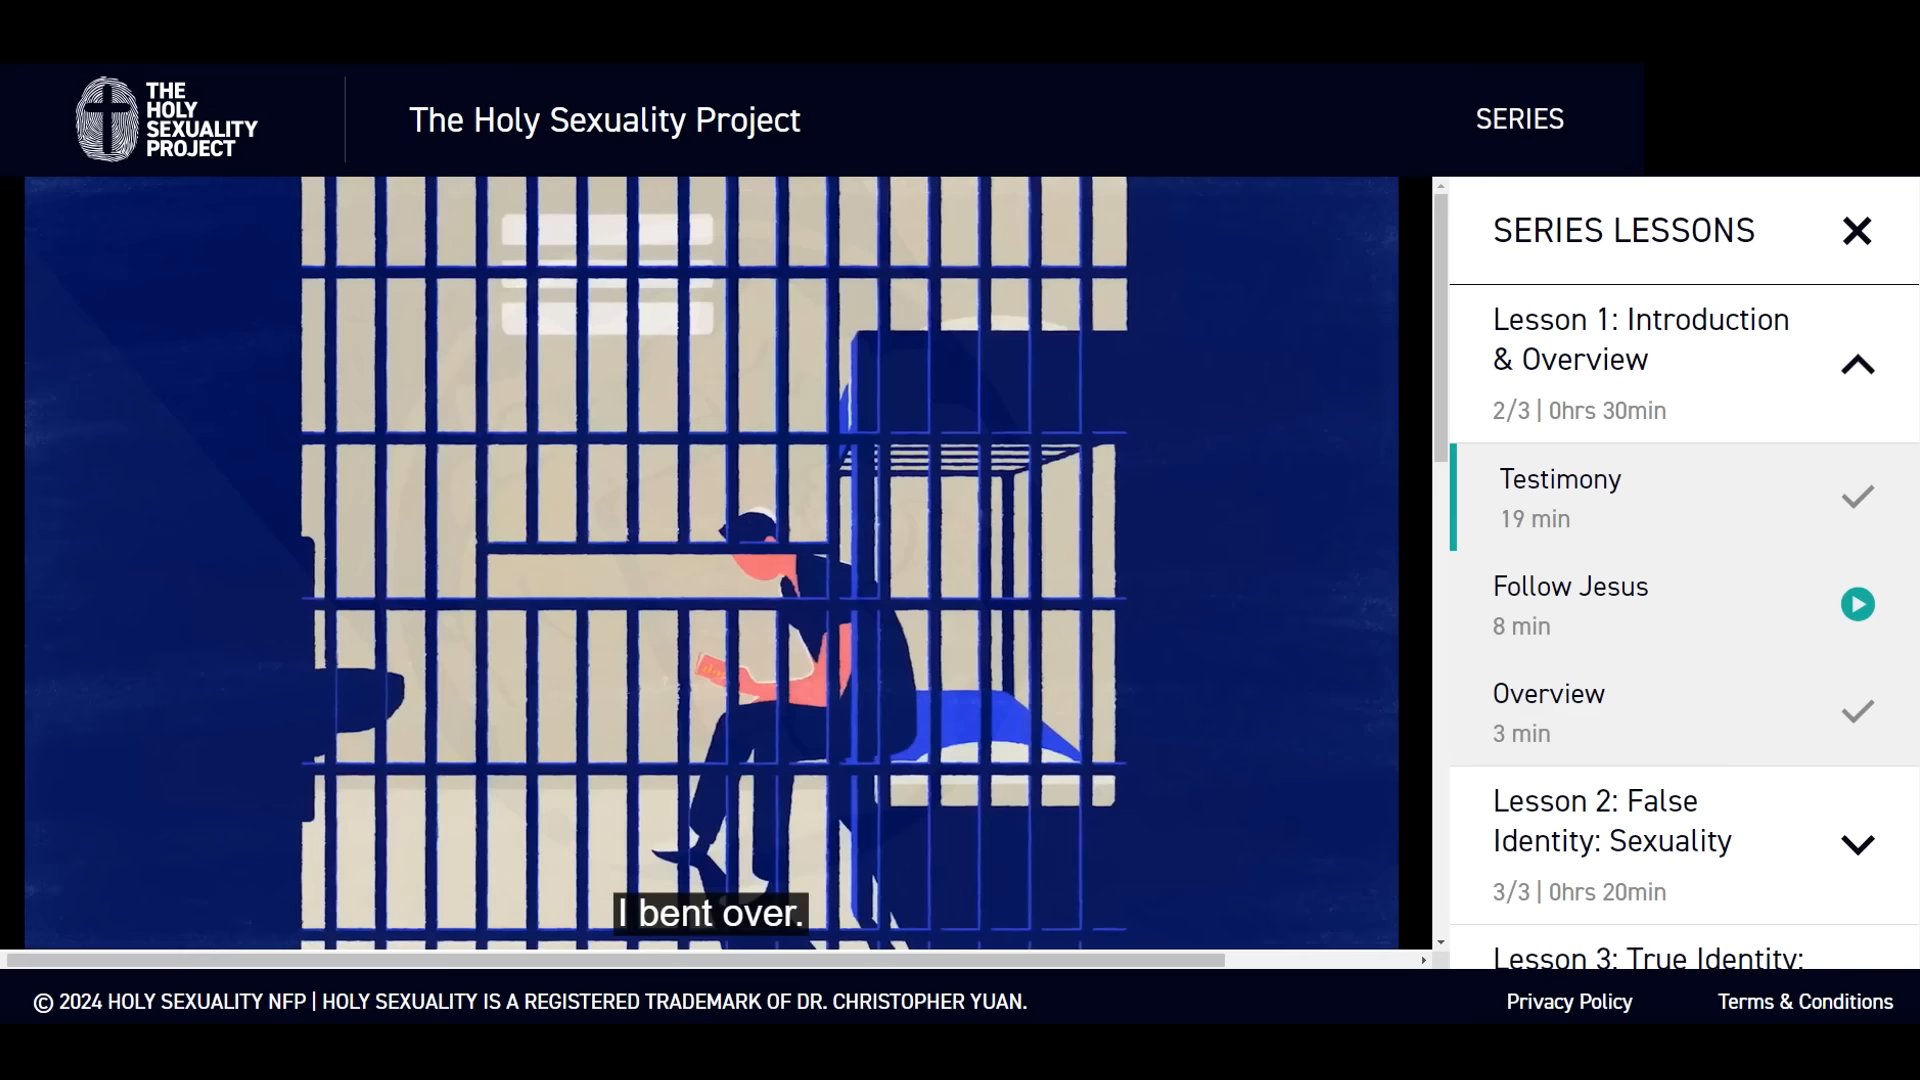 THE
HOLY
SEXUALITY
PROJECT
The Holy Sexuality Project
SERIES
I bent over.
SERIES LESSONS
Lesson 1: Introduction
& Overview
2/3 | 0hrs 30min
Testimony
19 min
Follow Jesus
8 min
Overview
3 min
Lesson 2: False
Identity: Sexuality
3/3 | 0hrs 20min
Lesson 3: True Identity:
© 2024 HOLY SEXUALITY NFP | HOLY SEXUALITY IS A REGISTERED TRADEMARK OF DR. CHRISTOPHER YUAN.
Privacy Policy
Terms & Conditions